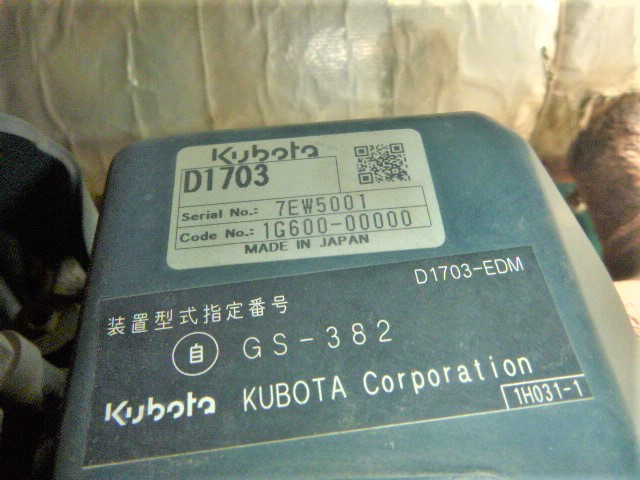 Kubota
D1703
Serial No.: 7EW5001
Code No.: 1G600-00000
MADE IN JAPAN
D1703-EDM
装置型式指定番号
自 GS-382
Kubota KUBOTA Corporation
1H031-1